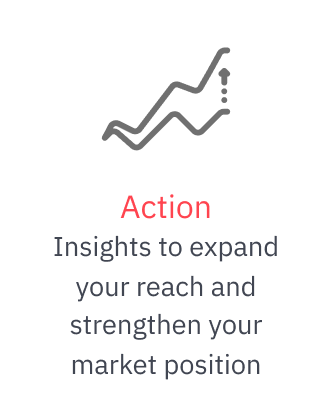 Action
Insights to expand
your reach and
strengthen your
market position